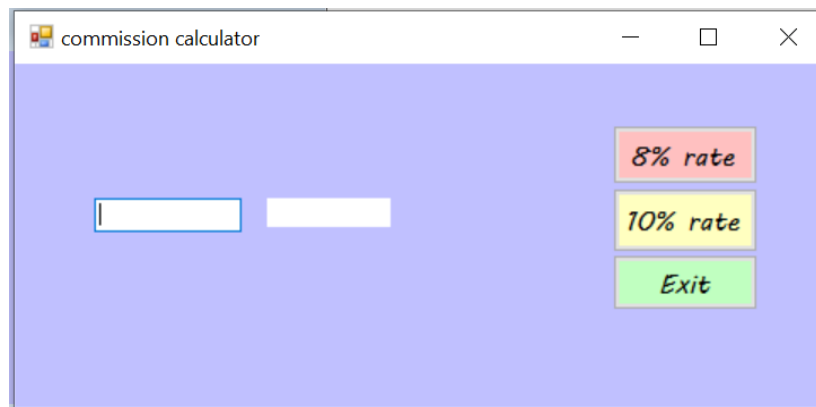 commission calculator
8% rate
10% rate
Exit